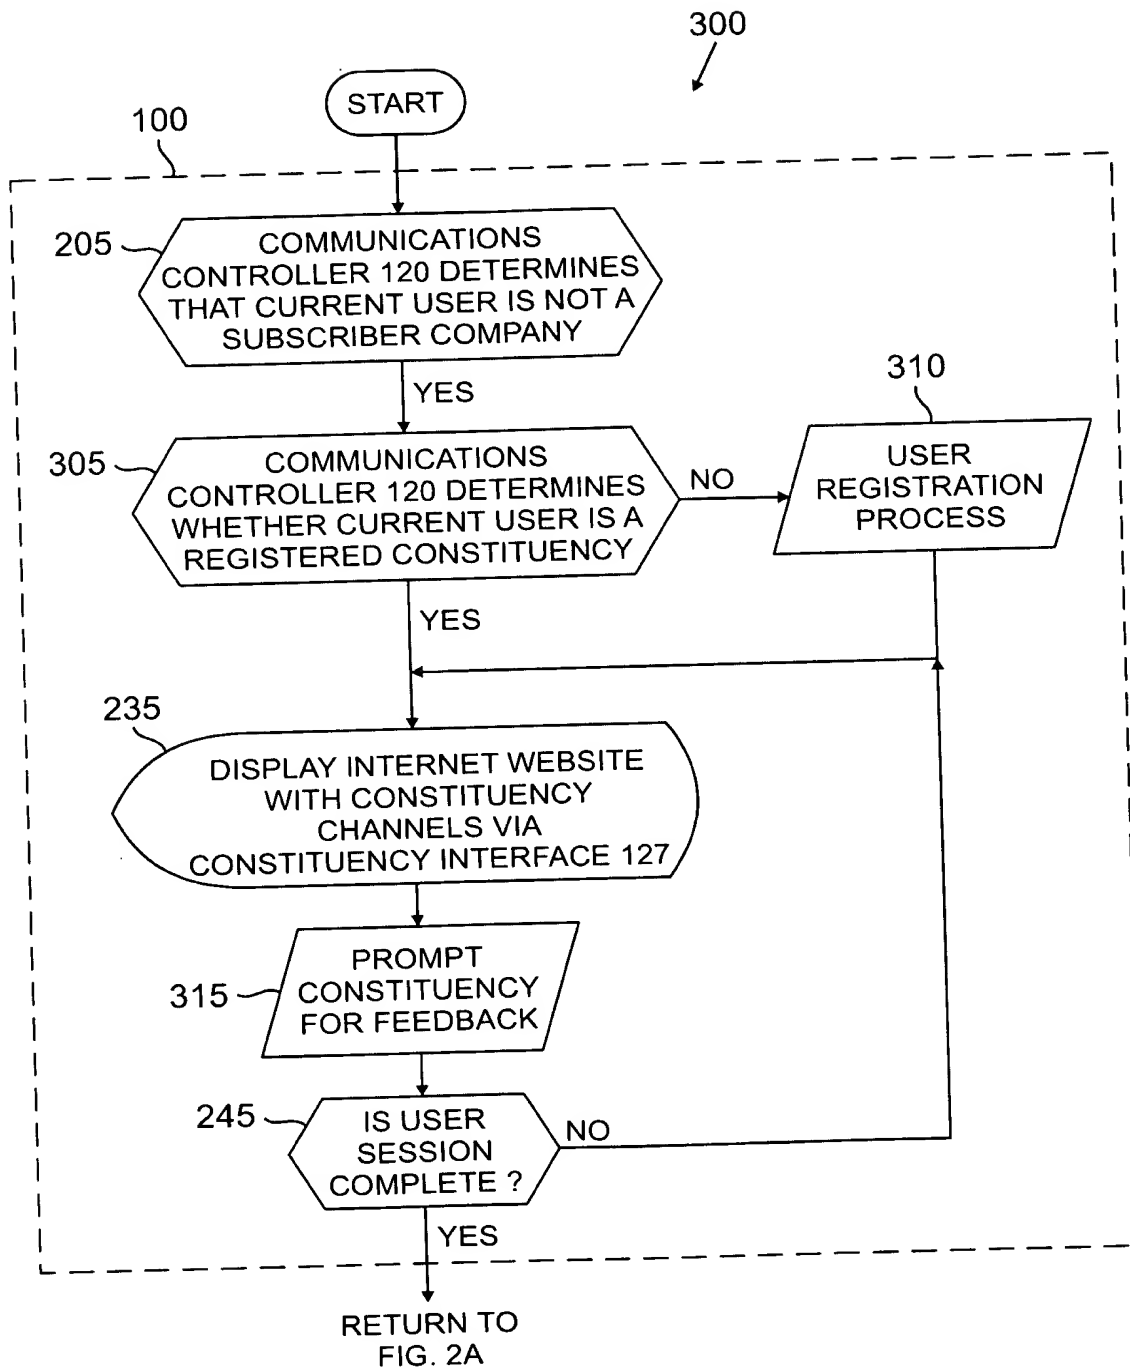 300
START
100
205
COMMUNICATIONS
CONTROLLER 120 DETERMINES
THAT CURRENT USER IS NOT A
SUBSCRIBER COMPANY
YES
310
305
COMMUNICATIONS
CONTROLLER 120 DETERMINES
WHETHER CURRENT USER IS A
REGISTERED CONSTITUENCY
NO
USER
REGISTRATION
PROCESS
YES
235
DISPLAY INTERNET WEBSITE
WITH CONSTITUENCY
CHANNELS VIA
CONSTITUENCY INTERFACE 127
315
PROMPT
CONSTITUENCY
FOR FEEDBACK
245
IS USER
SESSION
COMPLETE ?
NO
YES
RETURN TO
FIG. 2A